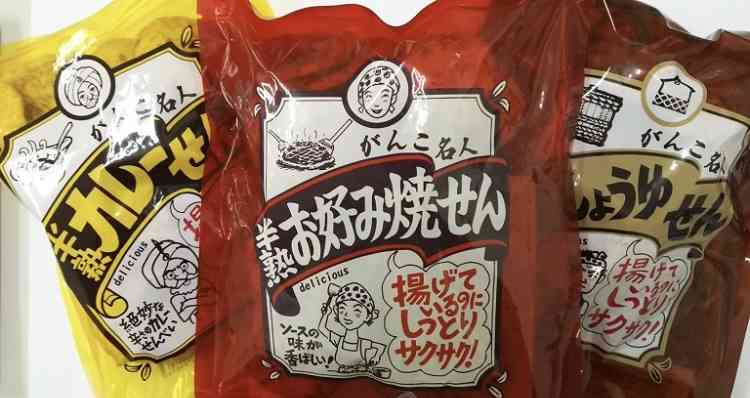 がんこ名人
半熟カレーせん
delicious
絶妙な
半々のカレー
せんべい
がんこ名人
半熟お好み焼せん
delicious
ソースの
味が
香ばしい!
揚げて
いるのに
しっとり
サクサク!
がんこ名人
しょうゆせん
揚げて
いるのに
しっとり
サクサク!